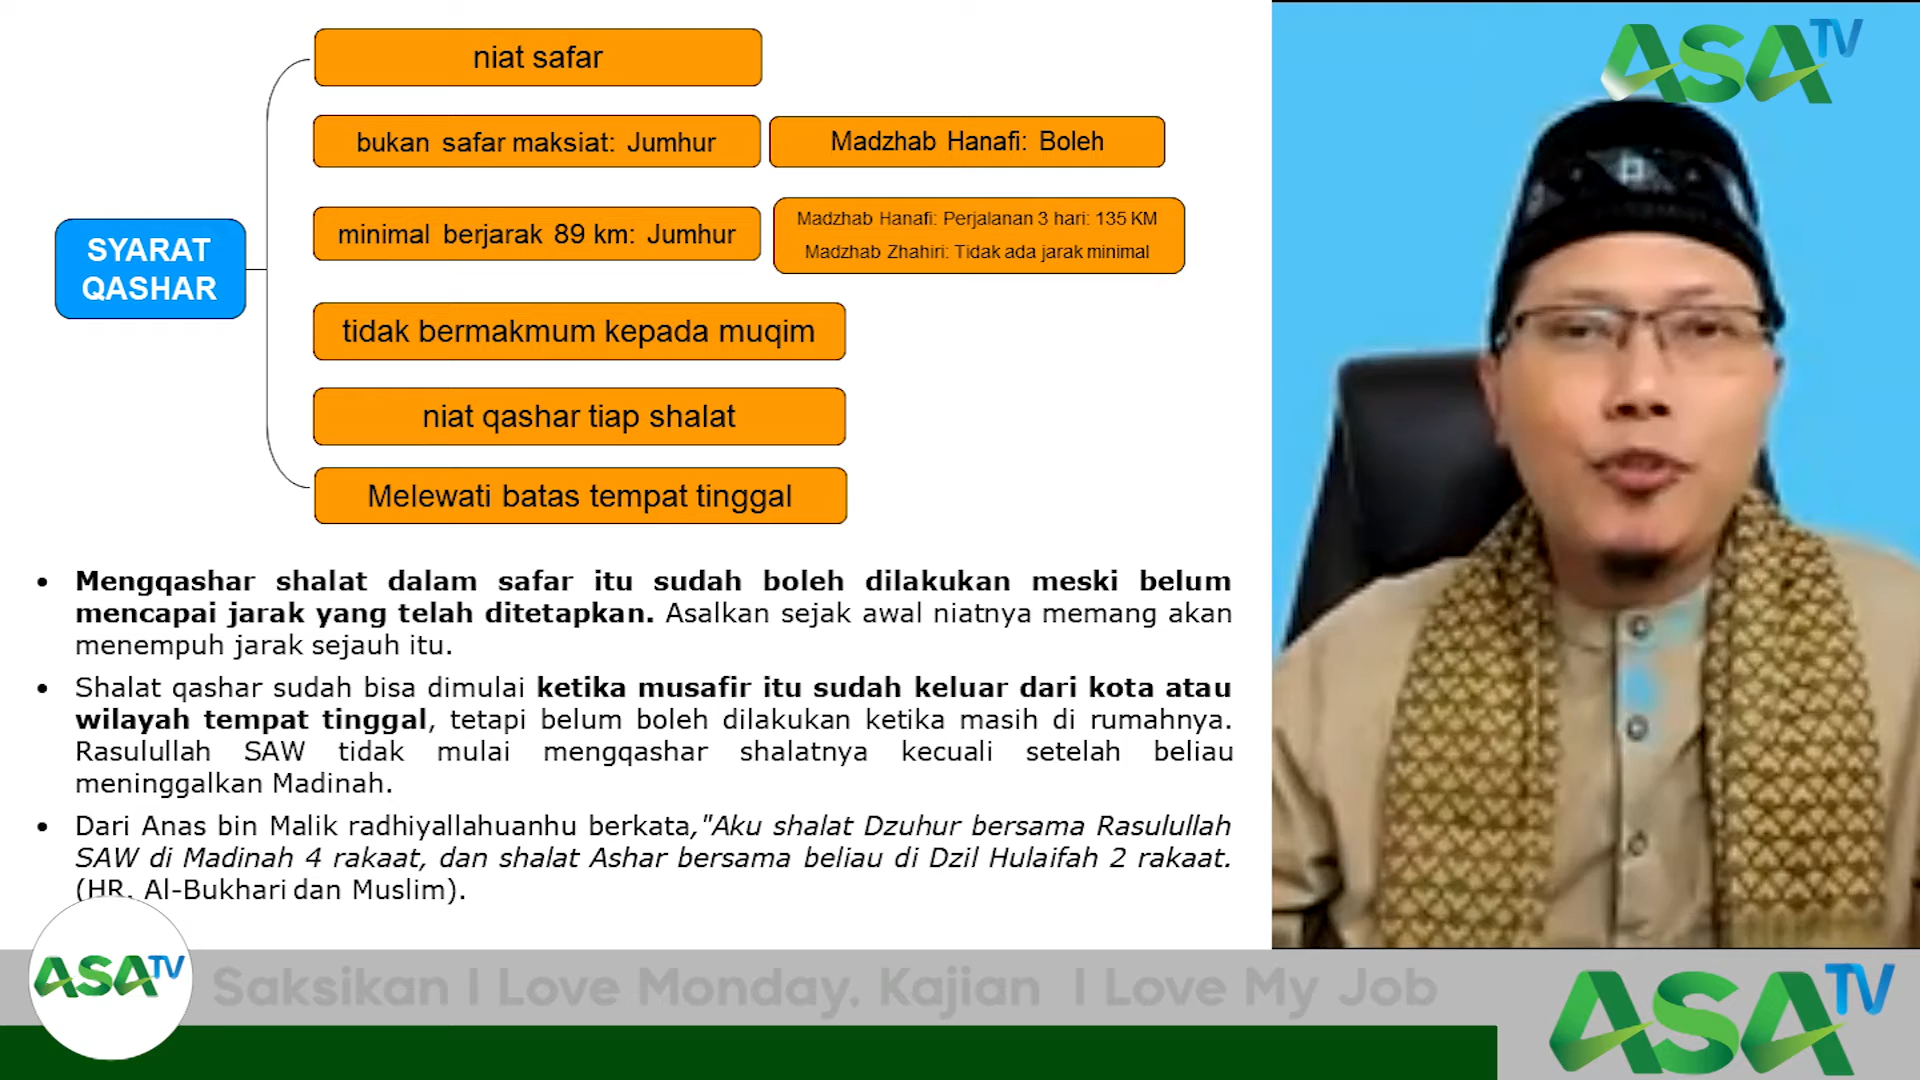 ASA TV
niat safar
bukan safar maksiat: Jumhur
Madzhab Hanafi: Boleh
minimal berjarak 89 km: Jumhur
Madzhab Hanafi: Perjalanan 3 hari: 135 KM
Madzhab Zhahiri: Tidak ada jarak minimal
SYARAT
QASHAR
tidak bermakmum kepada muqim
niat qashar tiap shalat
Melewati batas tempat tinggal
• Mengqashar shalat dalam safar itu sudah boleh dilakukan meski belum
mencapai jarak yang telah ditetapkan. Asalkan sejak awal niatnya memang akan
menempuh jarak sejauh itu.
• Shalat qashar sudah bisa dimulai ketika musafir itu sudah keluar dari kota atau
wilayah tempat tinggal, tetapi belum boleh dilakukan ketika masih di rumahnya.
Rasulullah SAW tidak mulai mengqashar shalatnya kecuali setelah beliau
meninggalkan Madinah.
• Dari Anas bin Malik radhiyallahuanhu berkata,"Aku shalat Dzuhur bersama Rasulullah
SAW di Madinah 4 rakaat, dan shalat Ashar bersama beliau di Dzil Hulaifah 2 rakaat.
(HR. Al-Bukhari dan Muslim).
ASA TV
Saksikan I Love Monday, Kajian I Love My Job
ASA TV